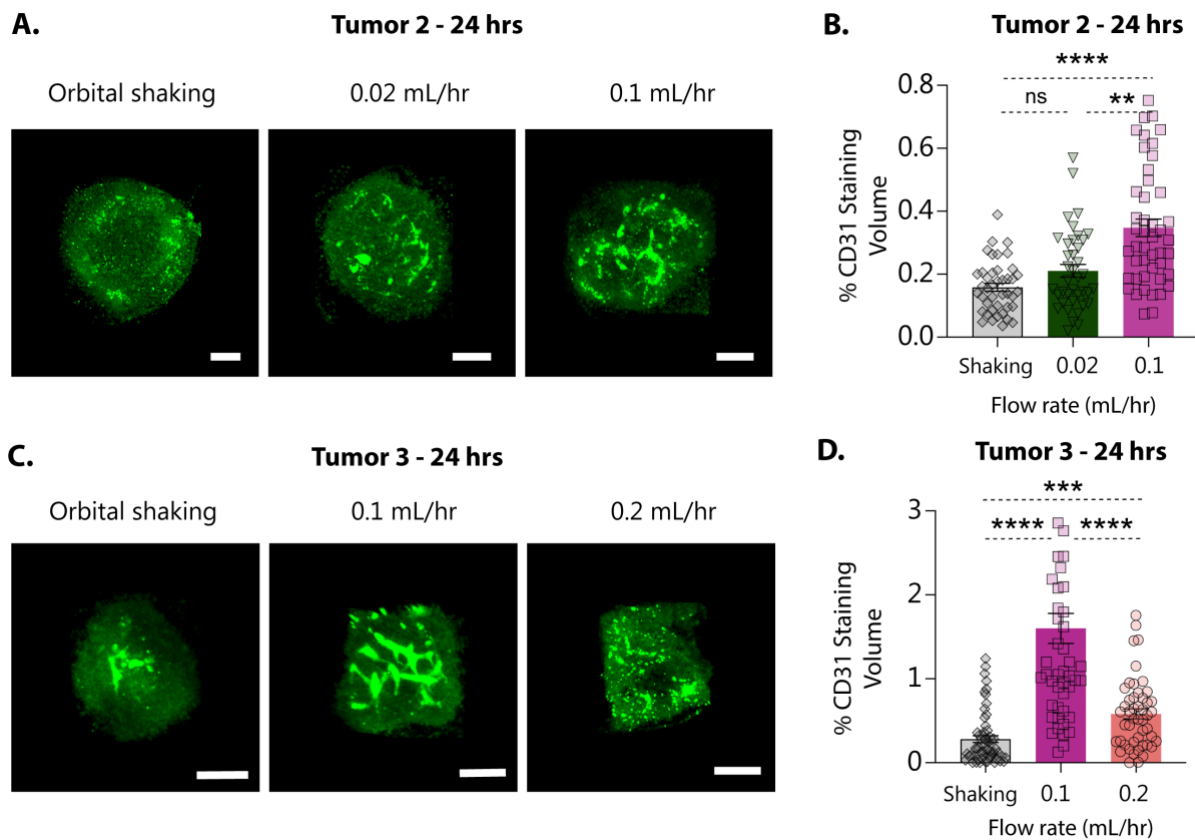 A.
Tumor 2 - 24 hrs
Orbital shaking
0.02 mL/hr
0.1 mL/hr
B.
Tumor 2 - 24 hrs
% CD31 Staining
Volume
0.8
0.6
0.4
0.2
0.0
****
ns
**
Shaking
0.02
0.1
Flow rate (mL/hr)
C.
Tumor 3 - 24 hrs
Orbital shaking
0.1 mL/hr
0.2 mL/hr
D.
Tumor 3 - 24 hrs
% CD31 Staining
Volume
3
2
1
0
***
****
****
Shaking
0.1
0.2
Flow rate (mL/hr)